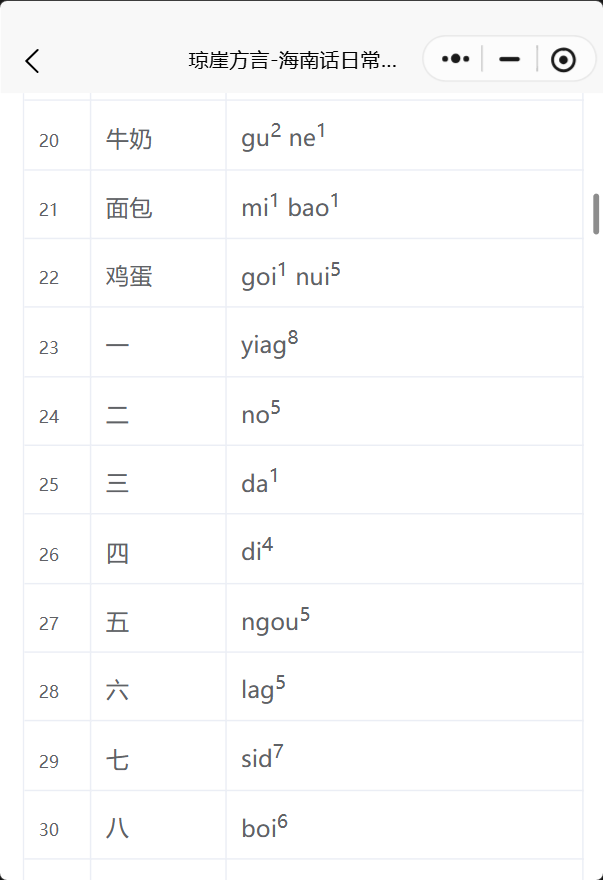 琼崖方言-海南话日常...
20 牛奶 gu² ne¹
21 面包 mi¹ bao¹
22 鸡蛋 goi¹ nui⁵
23 一 yiag⁸
24 二 no⁵
25 三 da¹
26 四 di⁴
27 五 ngou⁵
28 六 lag⁵
29 七 sid⁷
30 八 boi⁶